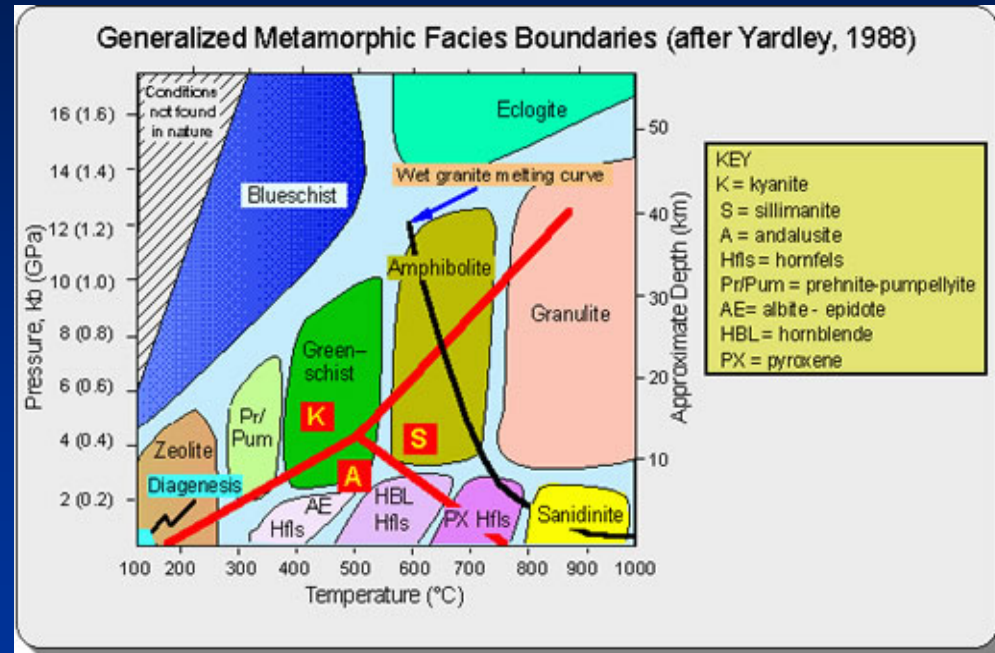 Generalized Metamorphic Facies Boundaries (after Yardley, 1988)
Conditions
not found
in nature
16 (1.6)
14 (1.4)
12 (1.2)
10 (1.0)
8 (0.8)
6 (0.6)
4 (0.4)
2 (0.2)
Pressure, kb (GPa)
Eclogite
Blueschist
Wet granite melting curve
Amphibolite
Granulite
Green–
schist
Pr/
Pum
Zeolite
Diagenesis
K
S
A
AE
Hfls
HBL
Hfls
PX Hfls
Sanidinite
50
40
30
20
10
Approximate Depth (km)
100 200 300 400 500 600 700 800 900 1000
Temperature (°C)
KEY
K = kyanite
S = sillimanite
A = andalusite
Hfls = hornfels
Pr/Pum = prehnite-pumpellyite
AE= albite - epidote
HBL = hornblende
PX = pyroxene